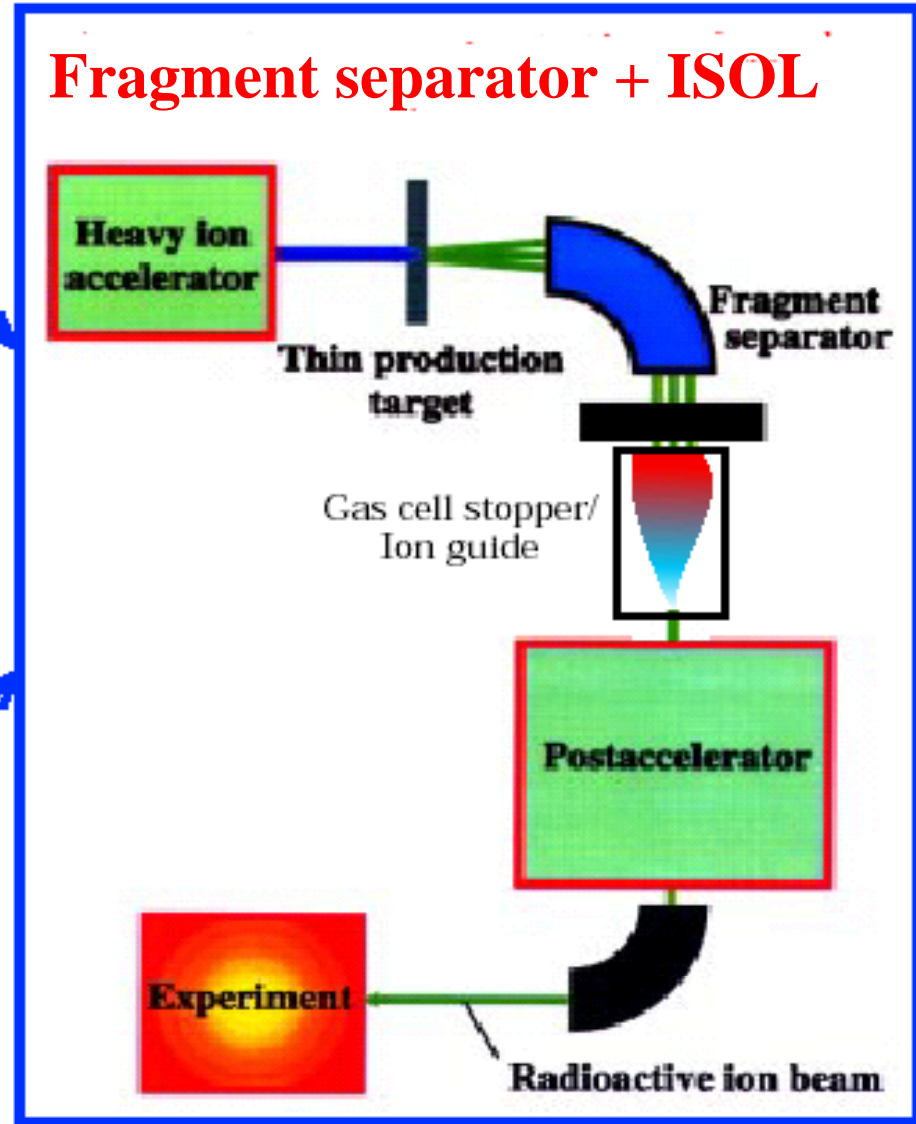 Fragment separator + ISOL
Heavy ion
accelerator
Fragment
separator
Thin production
target
Gas cell stopper/
Ion guide
Postaccelerator
Experiment
Radioactive ion beam